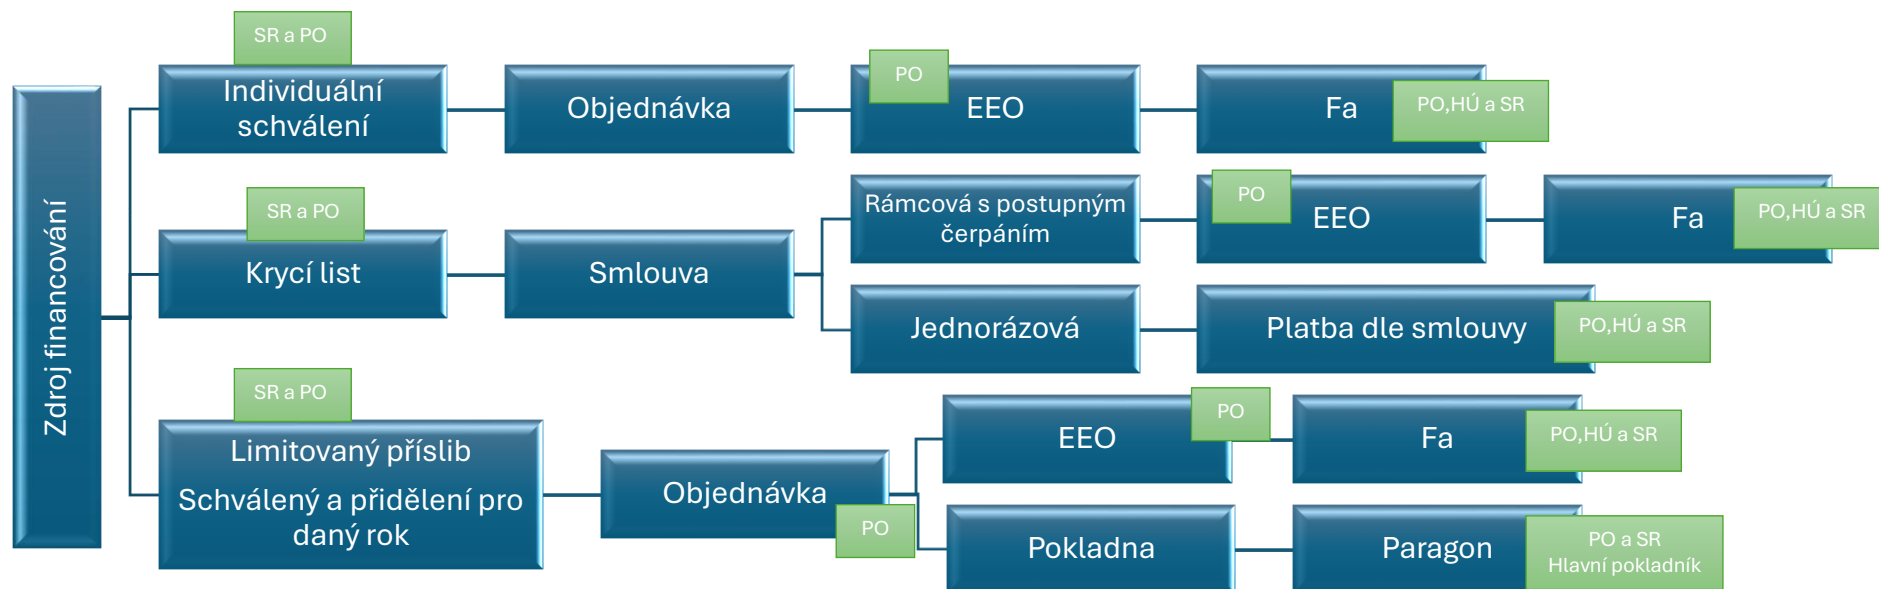 Zdroj financování
SR a PO
Individuální
schválení
Objednávka
PO
EEO
Fa
PO,HÚ a SR
SR a PO
Krycí list
Smlouva
Rámcová s postupným
čerpáním
PO
EEO
Fa
PO,HÚ a SR
Jednorázová
Platba dle smlouvy
PO,HÚ a SR
SR a PO
Limitovaný příslib
Schválený a přidělení pro
daný rok
Objednávka
PO
EEO
PO
Fa
PO,HÚ a SR
Pokladna
Paragon
PO a SR
Hlavní pokladník